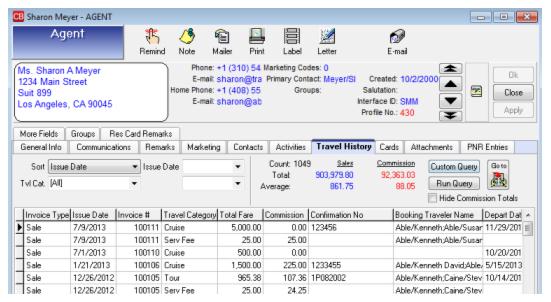 CB Sharon Meyer - AGENT
Agent
Remind Note Mailer Print Label Letter E-mail
Ms. Sharon A Meyer
1234 Main Street
Suit 899
Los Angeles, CA 90045
Phone: +1 (310) 54 Marketing Codes: 0
E-mail: sharon@tra Primary Contact: Meyer/SI Created: 10/2/2000
Home Phone: +1 (408) 55 Groups: Salutation:
E-mail: sharon@ab Interface ID: SMM
Profile No.: 430
Ok
Close
Apply
More Fields Groups Res Card Remarks
General Info Communications Remarks Marketing Contacts Activities Travel History Cards Attachments PNR Entries
Sort Issue Date Issue Date
Tvl Cat. [All]
Count: 1049 Sales Commission
Total: 903,979.80 92,363.03
Average: 861.75 88.05
Custom Query Go to
Run Query
Hide Commission Totals
Invoice Type Issue Date Invoice # Travel Category Total Fare Commission Confirmation No Booking Traveler Name Depart Dat
Sale 7/9/2013 100111 Cruise 5,000.00 0.00 123456 Able/Kenneth;Able/Susar 11/29/201
Sale 7/9/2013 100111 Serv Fee 25.00 25.00 Able/Kenneth;Able/Susar
Sale 7/1/2013 100110 Cruise 500.00 0.00 10/20/201
Sale 1/21/2013 100106 Cruise 1,500.00 225.00 1233455 Able/Kenneth David;Able/ 5/15/2013
Sale 12/26/2012 100105 Tour 965.38 107.36 1P082002 Able/Kenneth;Caine/Stev 10/14/201
Sale 12/26/2012 100105 Serv Fee 25.00 24.25 Able/Kenneth;Caine/Stev